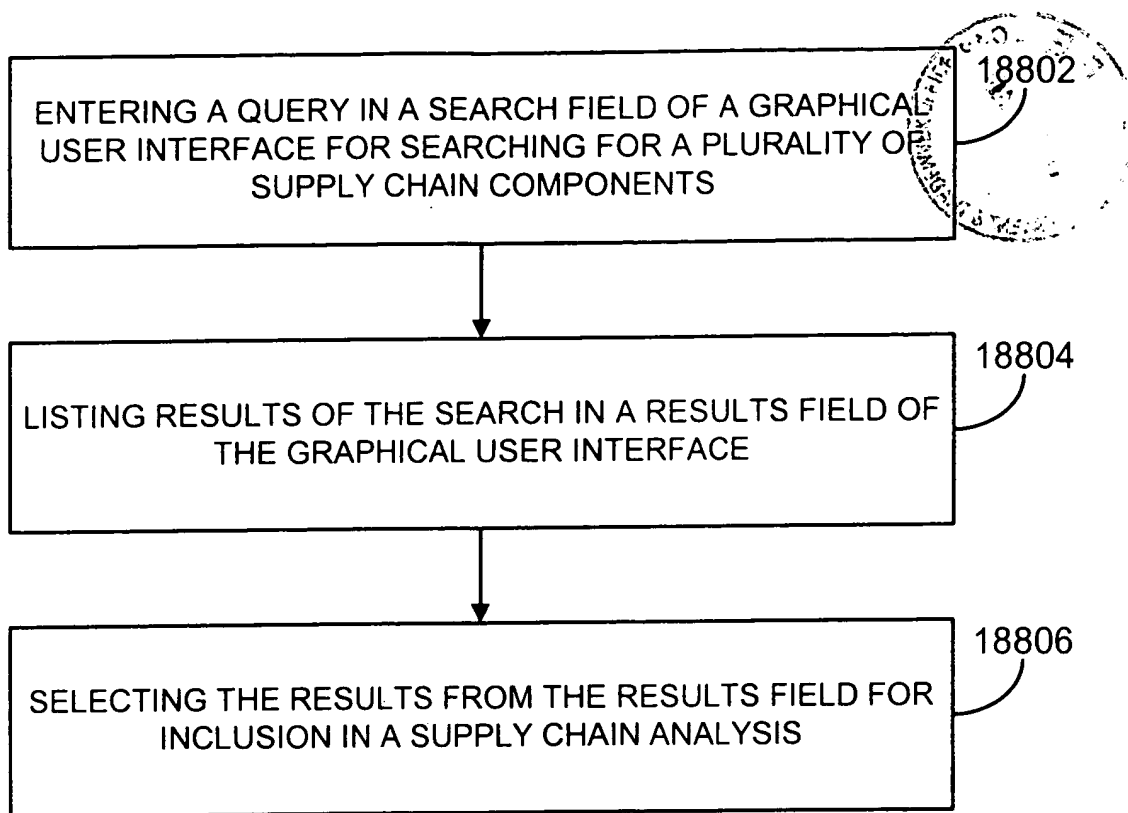 18802
ENTERING A QUERY IN A SEARCH FIELD OF A GRAPHICAL
USER INTERFACE FOR SEARCHING FOR A PLURALITY OF
SUPPLY CHAIN COMPONENTS
18804
LISTING RESULTS OF THE SEARCH IN A RESULTS FIELD OF
THE GRAPHICAL USER INTERFACE
18806
SELECTING THE RESULTS FROM THE RESULTS FIELD FOR
INCLUSION IN A SUPPLY CHAIN ANALYSIS